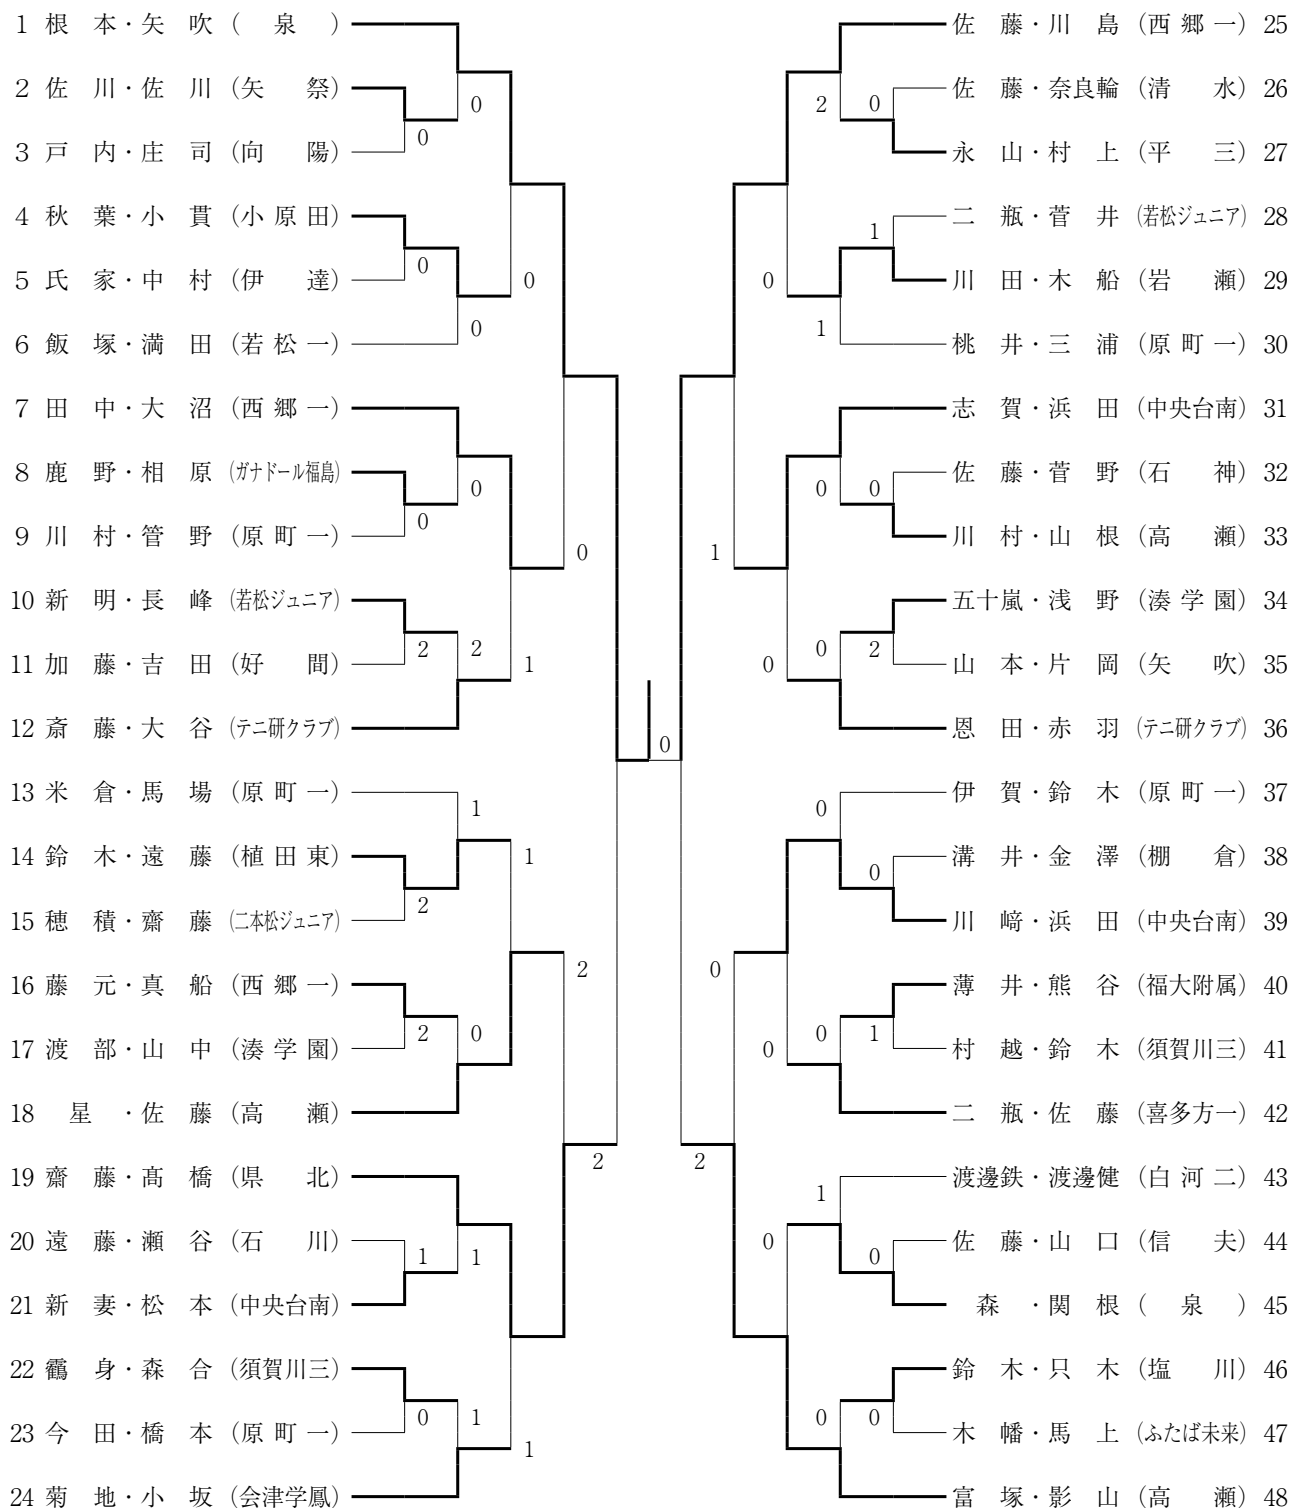 1 根本・矢吹 (泉)
2 佐川・佐川 (矢祭)
3 戸内・庄司 (向陽)
4 秋葉・小貫 (小原田)
5 氏家・中村 (伊達)
6 飯塚・満田 (若松一)
7 田中・大沼 (西郷一)
8 鹿野・相原 (ガナドール福島)
9 川村・管野 (原町一)
10 新明・長峰 (若松ジュニア)
11 加藤・吉田 (好間)
12 斎藤・大谷 (テニ研クラブ)
13 米倉・馬場 (原町一)
14 鈴木・遠藤 (植田東)
15 穂積・齋藤 (二本松ジュニア)
16 藤元・真船 (西郷一)
17 渡部・山中 (湊学園)
18 星・佐藤 (高瀬)
19 齋藤・髙橋 (県北)
20 遠藤・瀬谷 (石川)
21 新妻・松本 (中央台南)
22 鶴身・森合 (須賀川三)
23 今田・橋本 (原町一)
24 菊地・小坂 (会津学鳳)
0
0
0
0
0
0
0
0
2
2
1
1
1
2
2
2
0
2
1
1
0
1
1
0
佐藤・川島 (西郷一) 25
佐藤・奈良輪 (清水) 26
永山・村上 (平三) 27
二瓶・菅井 (若松ジュニア) 28
川田・木船 (岩瀬) 29
桃井・三浦 (原町一) 30
志賀・浜田 (中央台南) 31
佐藤・菅野 (石神) 32
川村・山根 (高瀬) 33
五十嵐・浅野 (湊学園) 34
山本・片岡 (矢吹) 35
恩田・赤羽 (テニ研クラブ) 36
伊賀・鈴木 (原町一) 37
溝井・金澤 (棚倉) 38
川﨑・浜田 (中央台南) 39
薄井・熊谷 (福大附属) 40
村越・鈴木 (須賀川三) 41
二瓶・佐藤 (喜多方一) 42
渡邊鉄・渡邊健 (白河二) 43
佐藤・山口 (信夫) 44
森・関根 (泉) 45
鈴木・只木 (塩川) 46
木幡・馬上 (ふたば未来) 47
富塚・影山 (高瀬) 48
2
0
1
0
1
0
0
1
0
2
0
0
0
0
0
1
0
2
1
0
0
0
0